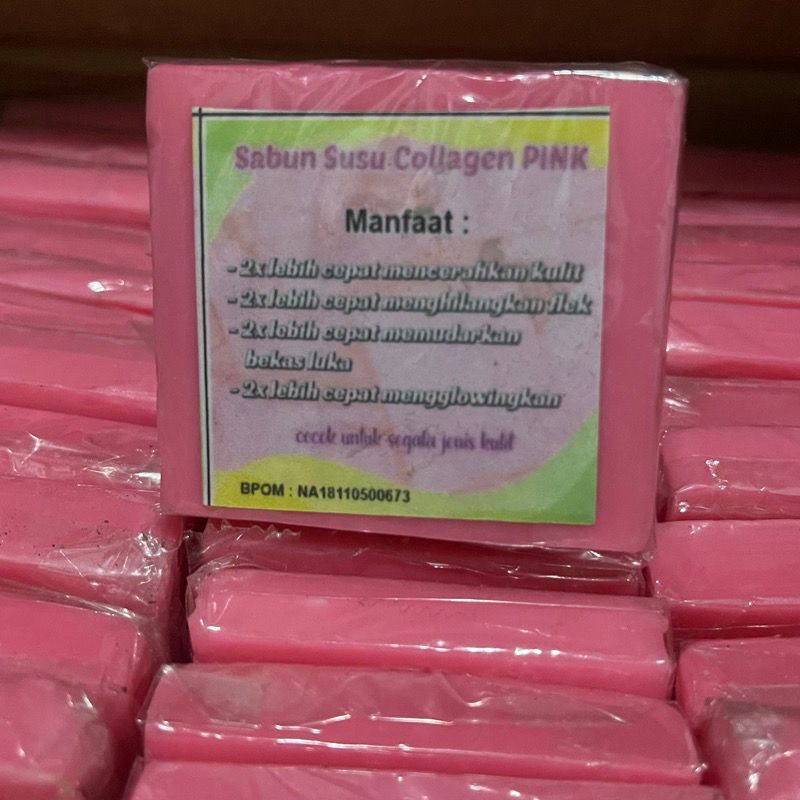 Sabun Susu Collagen PINK
Manfaat :
- 2x lebih cepat mencerahkan kulit
- 2x lebih cepat menghilangkan flek
- 2x lebih cepat memudarkan
bekas luka
- 2x lebih cepat mengglowingkan
cocok untuk segala jenis kulit
BPOM : NA18110500673